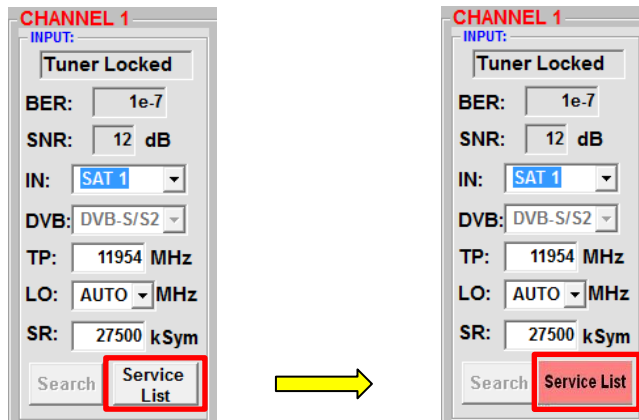 CHANNEL 1
INPUT:
Tuner Locked
BER: 1e-7
SNR: 12 dB
IN: SAT 1
DVB: DVB-S/S2
TP: 11954 MHz
LO: AUTO MHz
SR: 27500 kSym
Search Service
List
CHANNEL 1
INPUT:
Tuner Locked
BER: 1e-7
SNR: 12 dB
IN: SAT 1
DVB: DVB-S/S2
TP: 11954 MHz
LO: AUTO MHz
SR: 27500 kSym
Search Service List